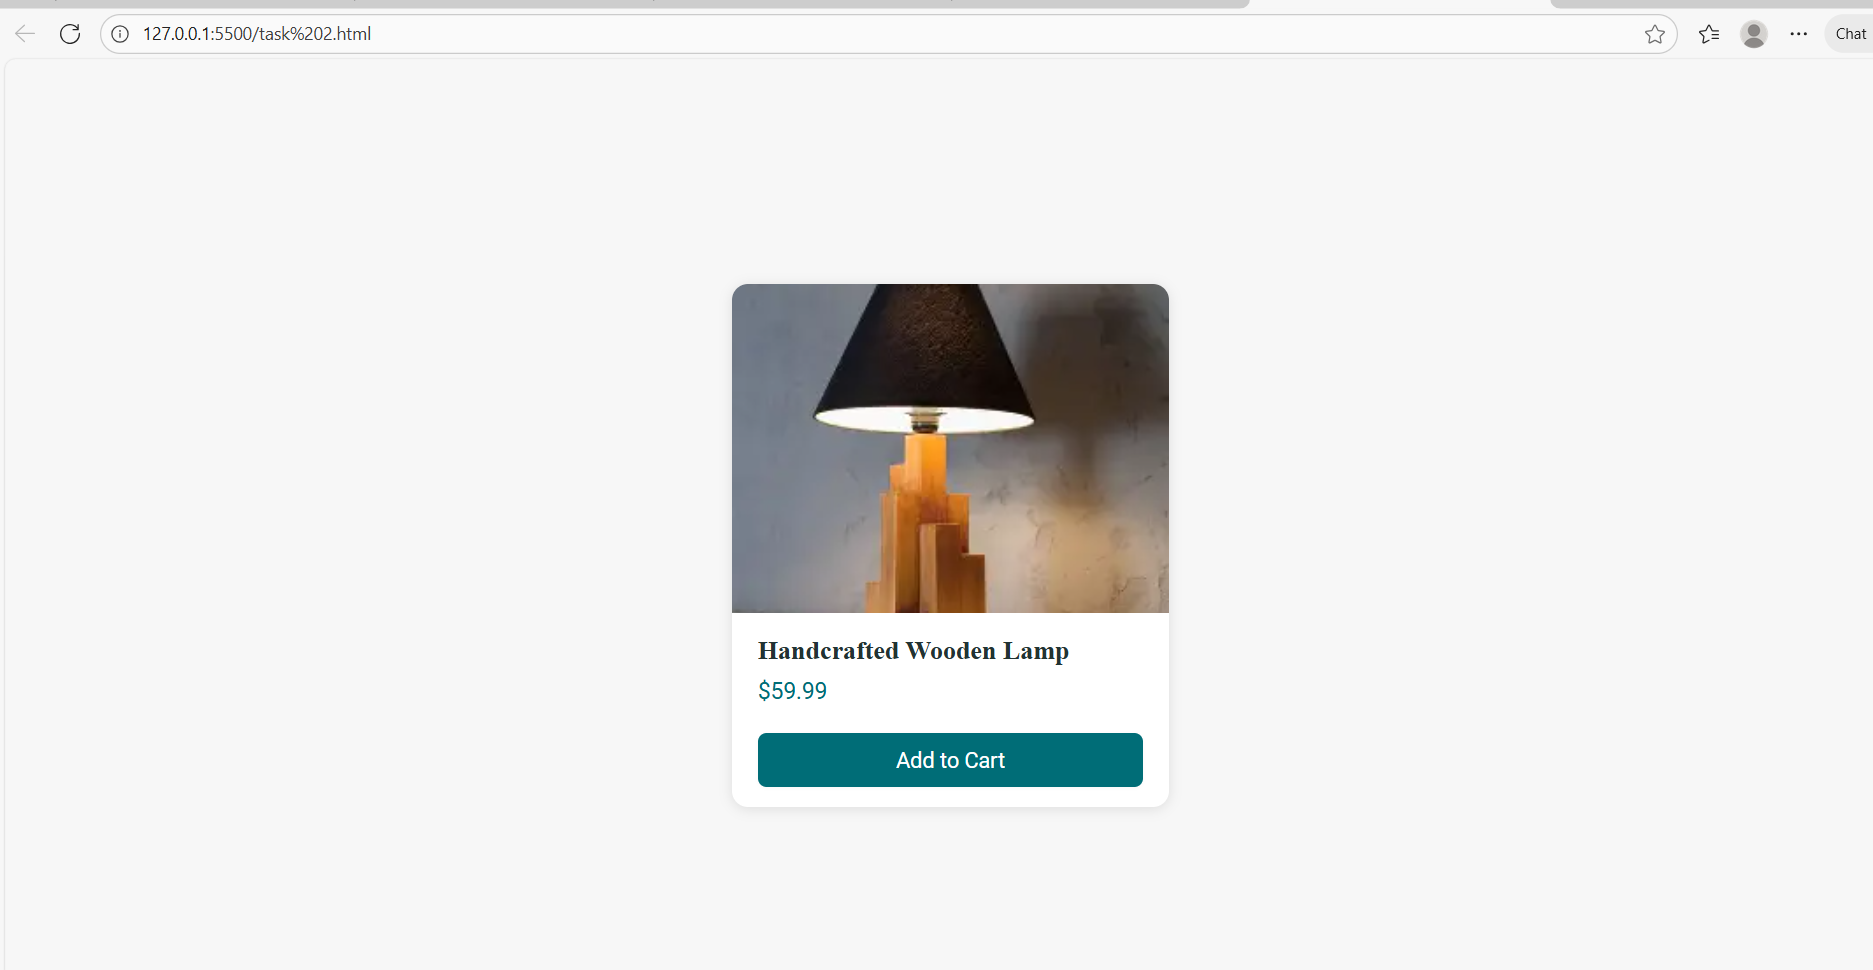 127.0.0.1:5500/task%202.html
Chat
Handcrafted Wooden Lamp
$59.99
Add to Cart